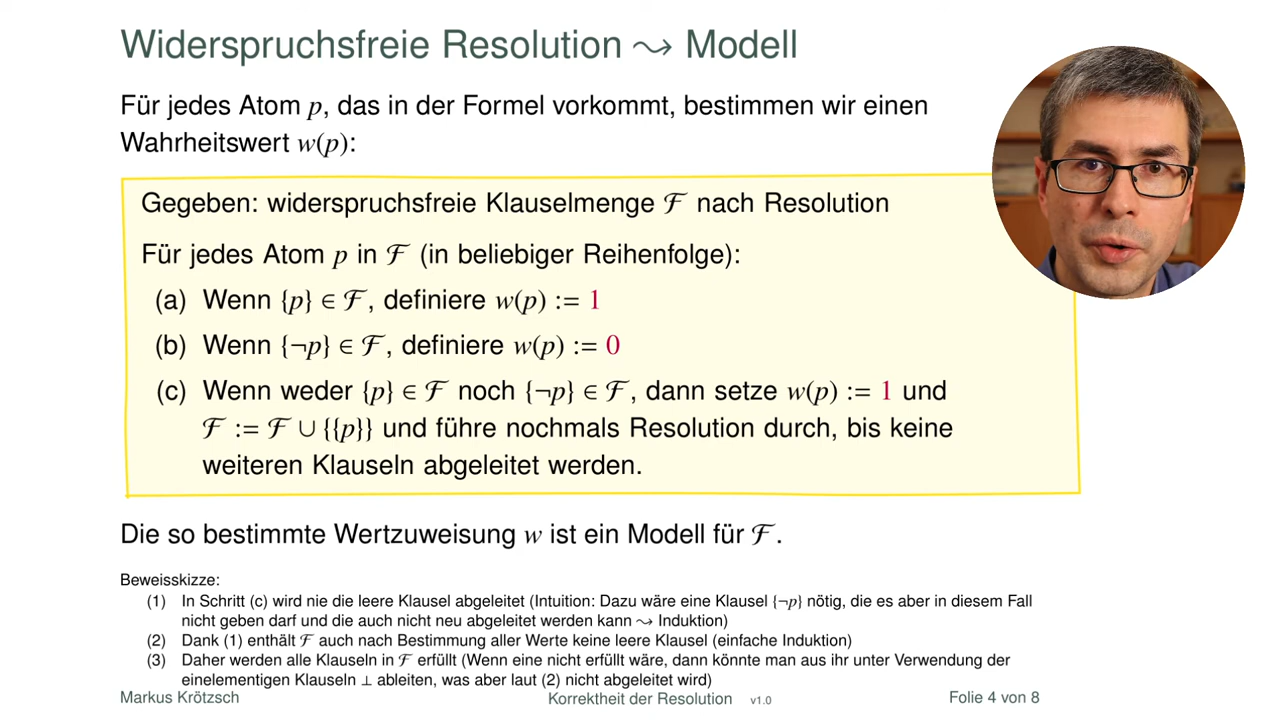 Widerspruchsfreie Resolution ⤳ Modell
Für jedes Atom p, das in der Formel vorkommt, bestimmen wir einen
Wahrheitswert w(p):
Gegeben: widerspruchsfreie Klauselmenge ℱ nach Resolution
Für jedes Atom p in ℱ (in beliebiger Reihenfolge):
(a) Wenn {p} ∈ ℱ, definiere w(p) := 1
(b) Wenn {¬p} ∈ ℱ, definiere w(p) := 0
(c) Wenn weder {p} ∈ ℱ noch {¬p} ∈ ℱ, dann setze w(p) := 1 und
ℱ := ℱ ∪ {{p}} und führe nochmals Resolution durch, bis keine
weiteren Klauseln abgeleitet werden.
Die so bestimmte Wertzuweisung w ist ein Modell für ℱ.
Beweisskizze:
(1) In Schritt (c) wird nie die leere Klausel abgeleitet (Intuition: Dazu wäre eine Klausel {¬p} nötig, die es aber in diesem Fall
nicht geben darf und die auch nicht neu abgeleitet werden kann ⤳ Induktion)
(2) Dank (1) enthält ℱ auch nach Bestimmung aller Werte keine leere Klausel (einfache Induktion)
(3) Daher werden alle Klauseln in ℱ erfüllt (Wenn eine nicht erfüllt wäre, dann könnte man aus ihr unter Verwendung der
einelementigen Klauseln ⊥ ableiten, was aber laut (2) nicht abgeleitet wird)
Markus Krötzsch Korrektheit der Resolution v1.0 Folie 4 von 8